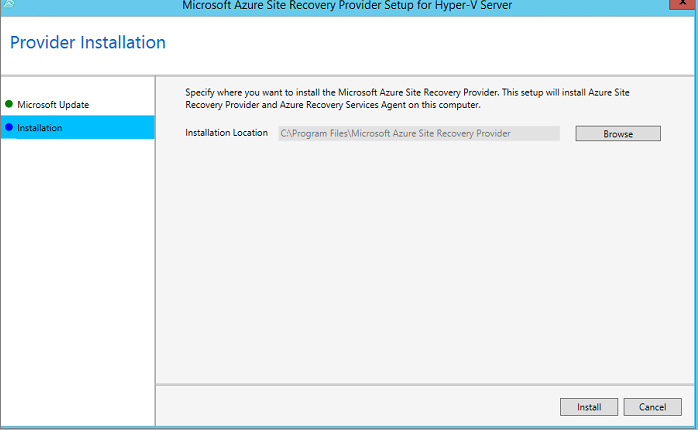 Microsoft Azure Site Recovery Provider Setup for Hyper-V Server
x
Provider Installation
Microsoft Update
Installation
Specify where you want to install the Microsoft Azure Site Recovery Provider. This setup will install Azure Site
Recovery Provider and Azure Recovery Services Agent on this computer.
Installation Location C:\Program Files\Microsoft Azure Site Recovery Provider Browse
Install Cancel